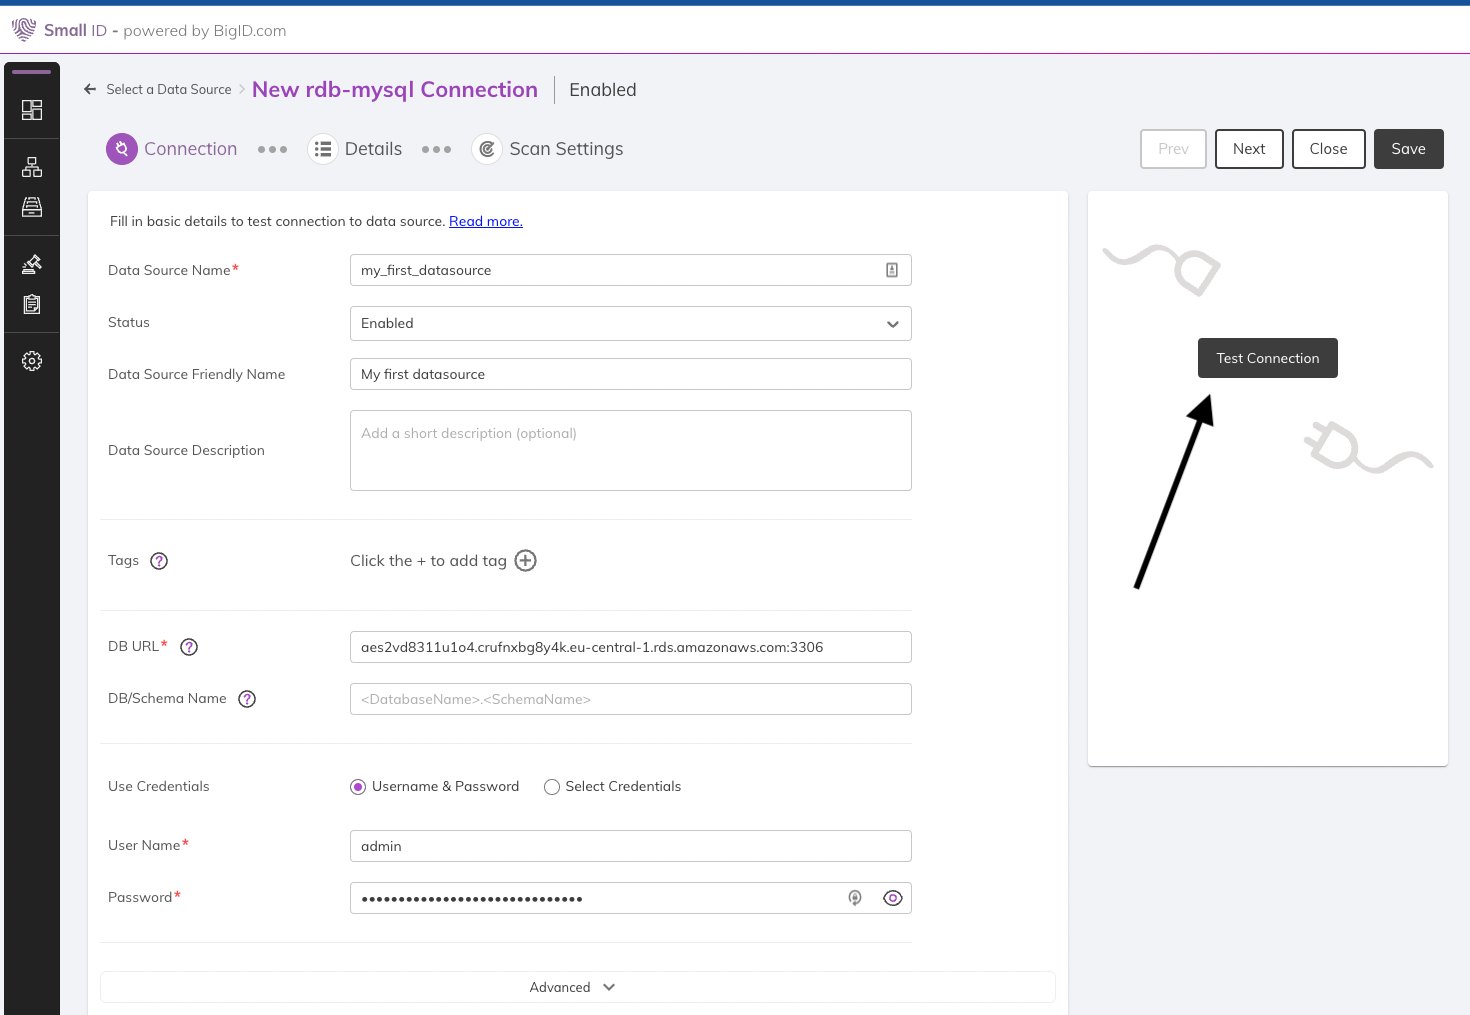 Small ID - powered by BigID.com
Select a Data Source > New rdb-mysql Connection | Enabled
Connection ••• Details ••• Scan Settings
Prev Next Close Save
Fill in basic details to test connection to data source. Read more.
Data Source Name* my_first_datasource
Status Enabled
Data Source Friendly Name My first datasource
Data Source Description Add a short description (optional)
Tags ? Click the + to add tag
DB URL* ? aes2vd8311u1o4.crufnxbg8y4k.eu-central-1.rds.amazonaws.com:3306
DB/Schema Name ? <DatabaseName>.<SchemaName>
Use Credentials Username & Password Select Credentials
User Name* admin
Password* ••••••••••••••••••••••••••••••
Advanced
Test Connection